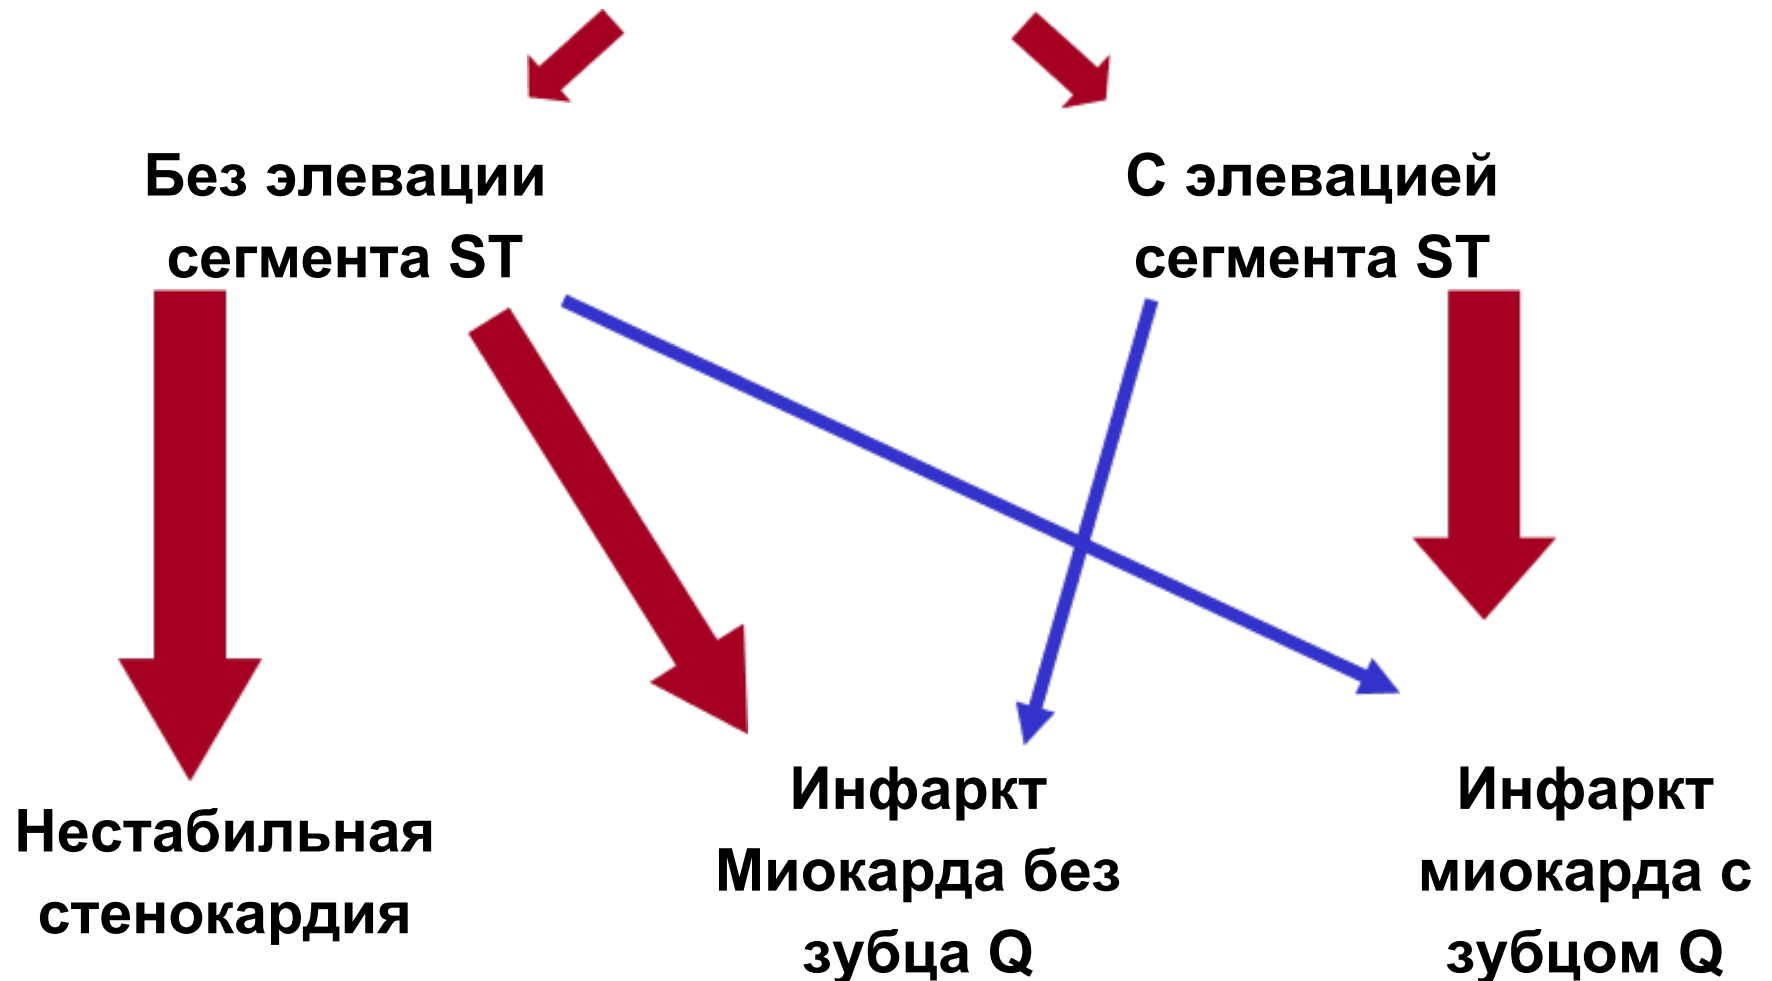 Без элевации
сегмента ST
С элевацией
сегмента ST
Нестабильная
стенокардия
Инфаркт
Миокарда без
зубца Q
Инфаркт
миокарда с
зубцом Q